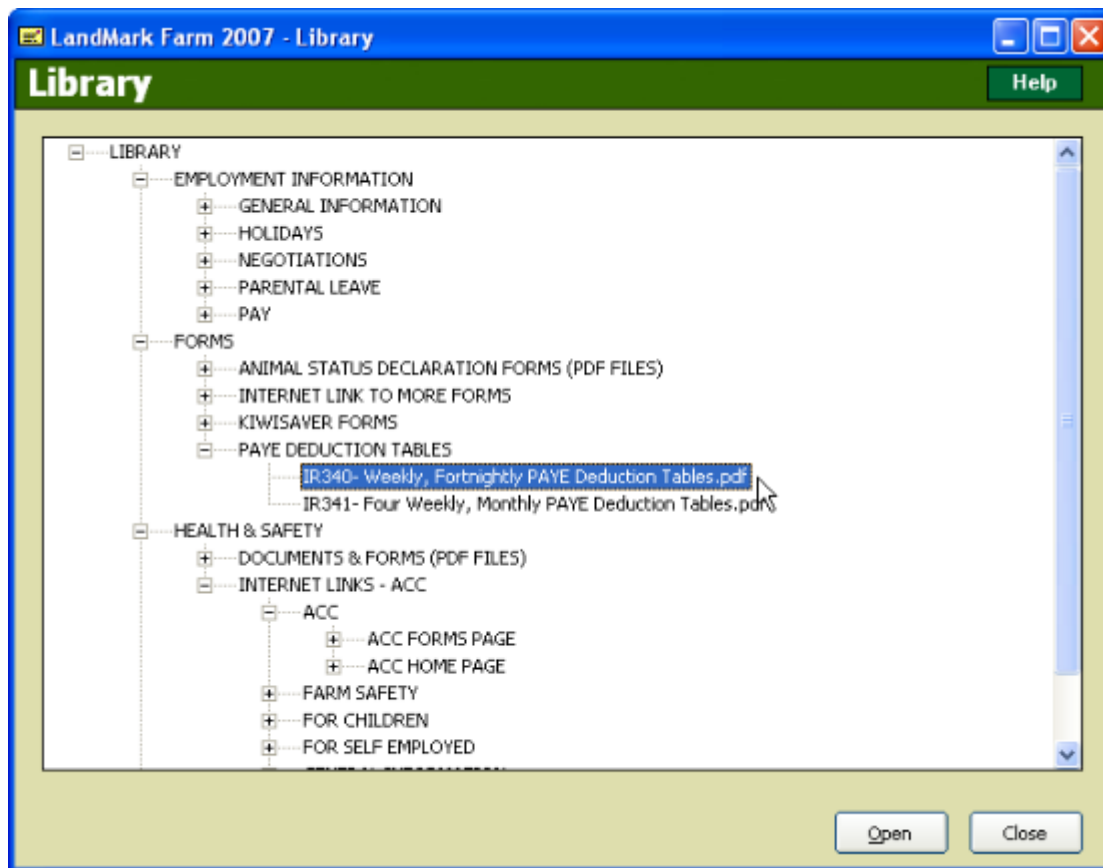 LandMark Farm 2007 - Library
Library
Help
LIBRARY
EMPLOYMENT INFORMATION
GENERAL INFORMATION
HOLIDAYS
NEGOTIATIONS
PARENTAL LEAVE
PAY
FORMS
ANIMAL STATUS DECLARATION FORMS (PDF FILES)
INTERNET LINK TO MORE FORMS
KIWISAVER FORMS
PAYE DEDUCTION TABLES
IR340- Weekly, Fortnightly PAYE Deduction Tables.pdf
IR341- Four Weekly, Monthly PAYE Deduction Tables.pdf
HEALTH & SAFETY
DOCUMENTS & FORMS (PDF FILES)
INTERNET LINKS - ACC
ACC
ACC FORMS PAGE
ACC HOME PAGE
FARM SAFETY
FOR CHILDREN
FOR SELF EMPLOYED
GENERAL INFORMATION
Open
Close